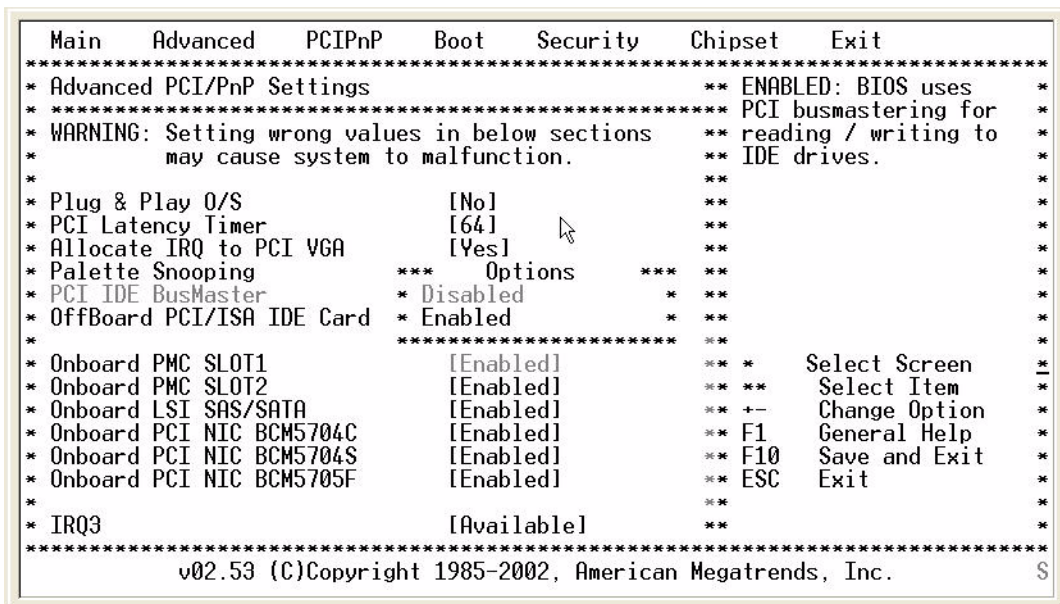 Main Advanced PCIPnP Boot Security Chipset Exit
********************************************************************************
* Advanced PCI/PnP Settings ** ENABLED: BIOS uses *
* ***************************************************** PCI busmastering for *
* WARNING: Setting wrong values in below sections ** reading / writing to *
* may cause system to malfunction. ** IDE drives. *
* ** *
* Plug & Play O/S [No] ** *
* PCI Latency Timer [64] ** *
* Allocate IRQ to PCI VGA [Yes] ** *
* Palette Snooping *** Options *** ** *
* PCI IDE BusMaster * Disabled * ** *
* OffBoard PCI/ISA IDE Card * Enabled * ** *
* ********************** ** *
* Onboard PMC SLOT1 [Enabled] ** * Select Screen *
* Onboard PMC SLOT2 [Enabled] ** ** Select Item *
* Onboard LSI SAS/SATA [Enabled] ** +- Change Option *
* Onboard PCI NIC BCM5704C [Enabled] ** F1 General Help *
* Onboard PCI NIC BCM5704S [Enabled] ** F10 Save and Exit *
* Onboard PCI NIC BCM5705F [Enabled] ** ESC Exit *
* ** *
* IRQ3 [Available] ** *
********************************************************************************
v02.53 (C)Copyright 1985-2002, American Megatrends, Inc. S